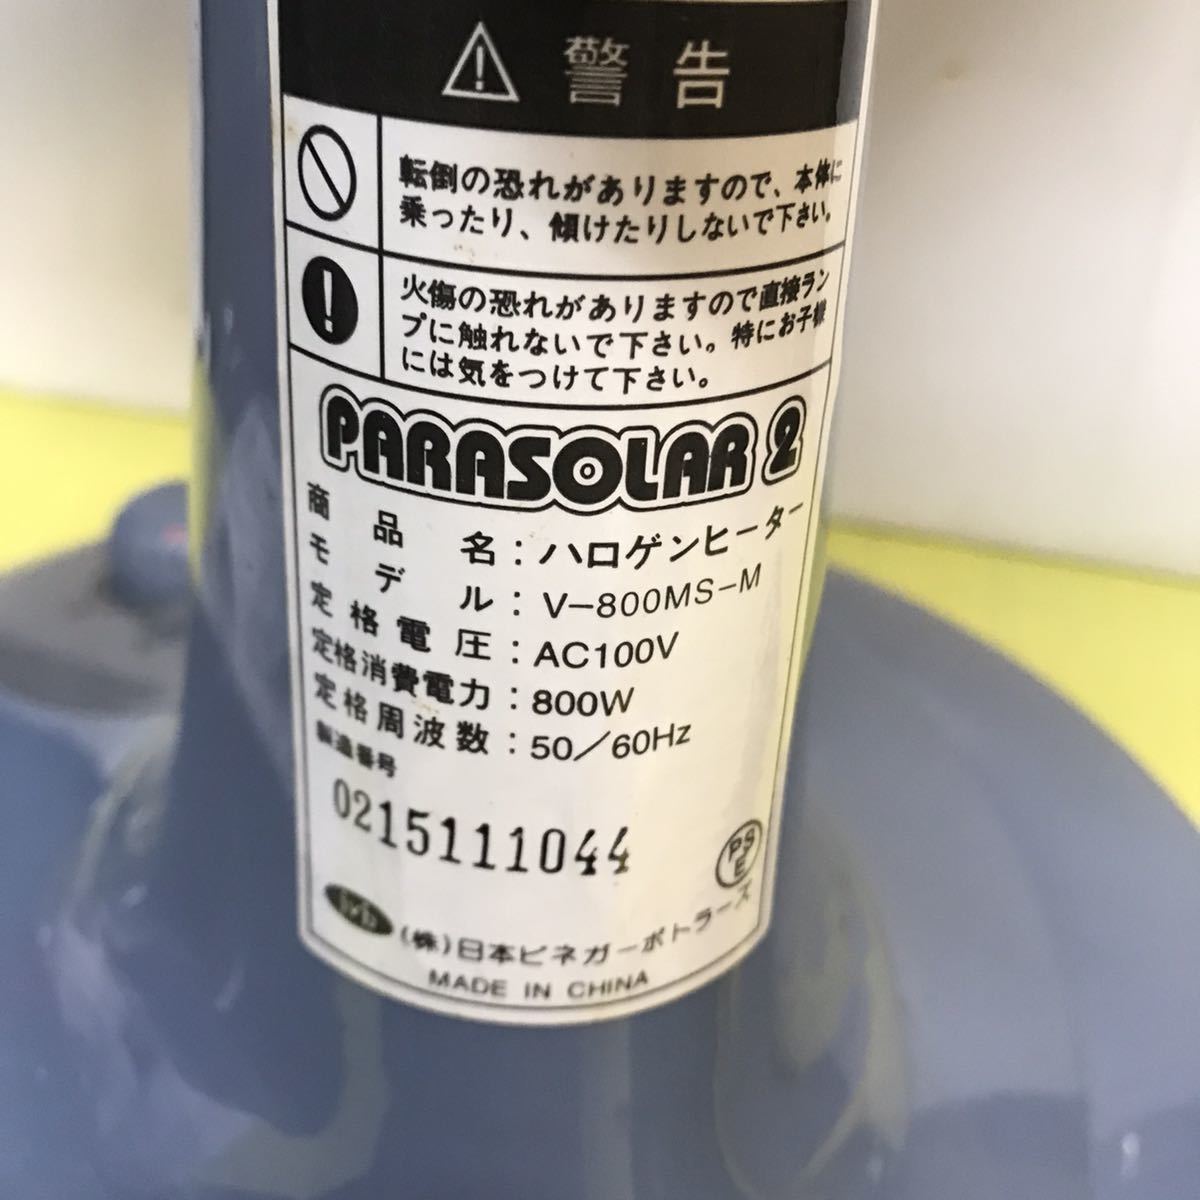 警告
転倒の恐れがありますので、本体に
乗ったり、傾けたりしないで下さい。
火傷の恐れがありますので直接ラン
プに触れないで下さい。特にお子様
には気をつけて下さい。
PARASOLAR 2
商品名：ハロゲンヒーター
モデル：V-800MS-M
定格電圧：AC100V
定格消費電力：800W
定格周波数：50／60Hz
製造番号
0215111044
PSE
(株)日本ビネガーボトラーズ
MADE IN CHINA